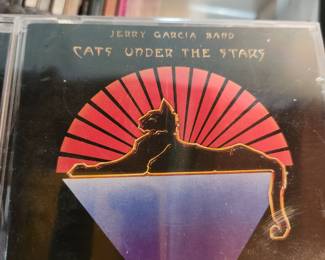 JERRY GARCIA BAND
CATS UNDER THE STARS